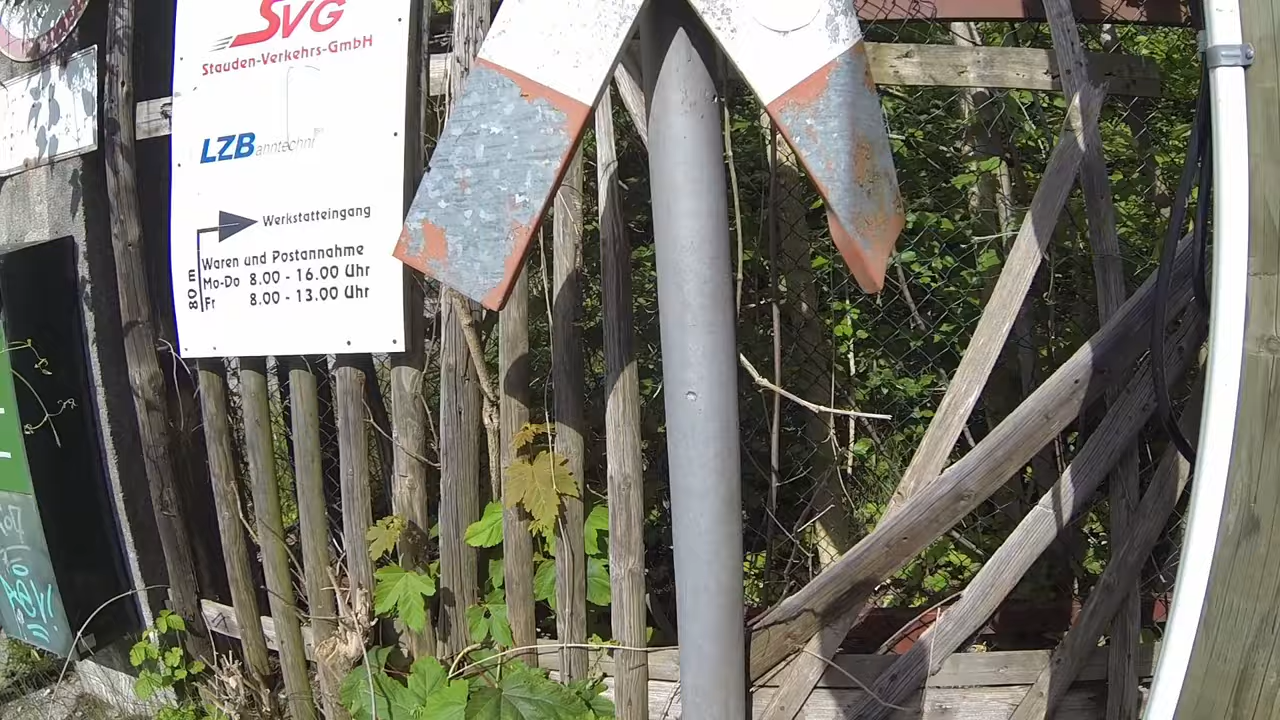 SVG
Stauden-Verkehrs-GmbH
LZBahntechni
Werkstatteingang
80 m
Waren und Postannahme
Mo-Do 8.00 - 16.00 Uhr
Fr 8.00 - 13.00 Uhr